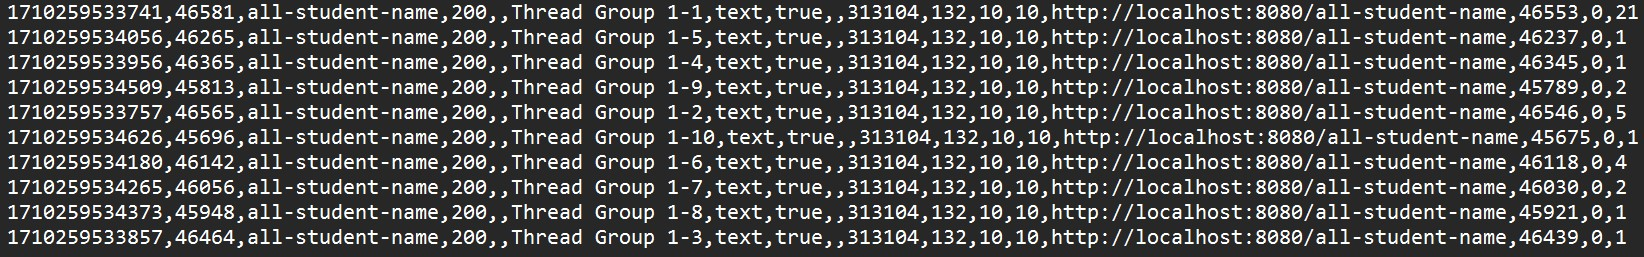 1710259533741,46581,all-student-name,200,,Thread Group 1-1,text,true,,313104,132,10,10,http://localhost:8080/all-student-name,46553,0,21
1710259534056,46265,all-student-name,200,,Thread Group 1-5,text,true,,313104,132,10,10,http://localhost:8080/all-student-name,46237,0,1
1710259533956,46365,all-student-name,200,,Thread Group 1-4,text,true,,313104,132,10,10,http://localhost:8080/all-student-name,46345,0,1
1710259534509,45813,all-student-name,200,,Thread Group 1-9,text,true,,313104,132,10,10,http://localhost:8080/all-student-name,45789,0,2
1710259533757,46565,all-student-name,200,,Thread Group 1-2,text,true,,313104,132,10,10,http://localhost:8080/all-student-name,46546,0,5
1710259534626,45696,all-student-name,200,,Thread Group 1-10,text,true,,313104,132,10,10,http://localhost:8080/all-student-name,45675,0,1
1710259534180,46142,all-student-name,200,,Thread Group 1-6,text,true,,313104,132,10,10,http://localhost:8080/all-student-name,46118,0,4
1710259534265,46056,all-student-name,200,,Thread Group 1-7,text,true,,313104,132,10,10,http://localhost:8080/all-student-name,46030,0,2
1710259534373,45948,all-student-name,200,,Thread Group 1-8,text,true,,313104,132,10,10,http://localhost:8080/all-student-name,45921,0,1
1710259533857,46464,all-student-name,200,,Thread Group 1-3,text,true,,313104,132,10,10,http://localhost:8080/all-student-name,46439,0,1